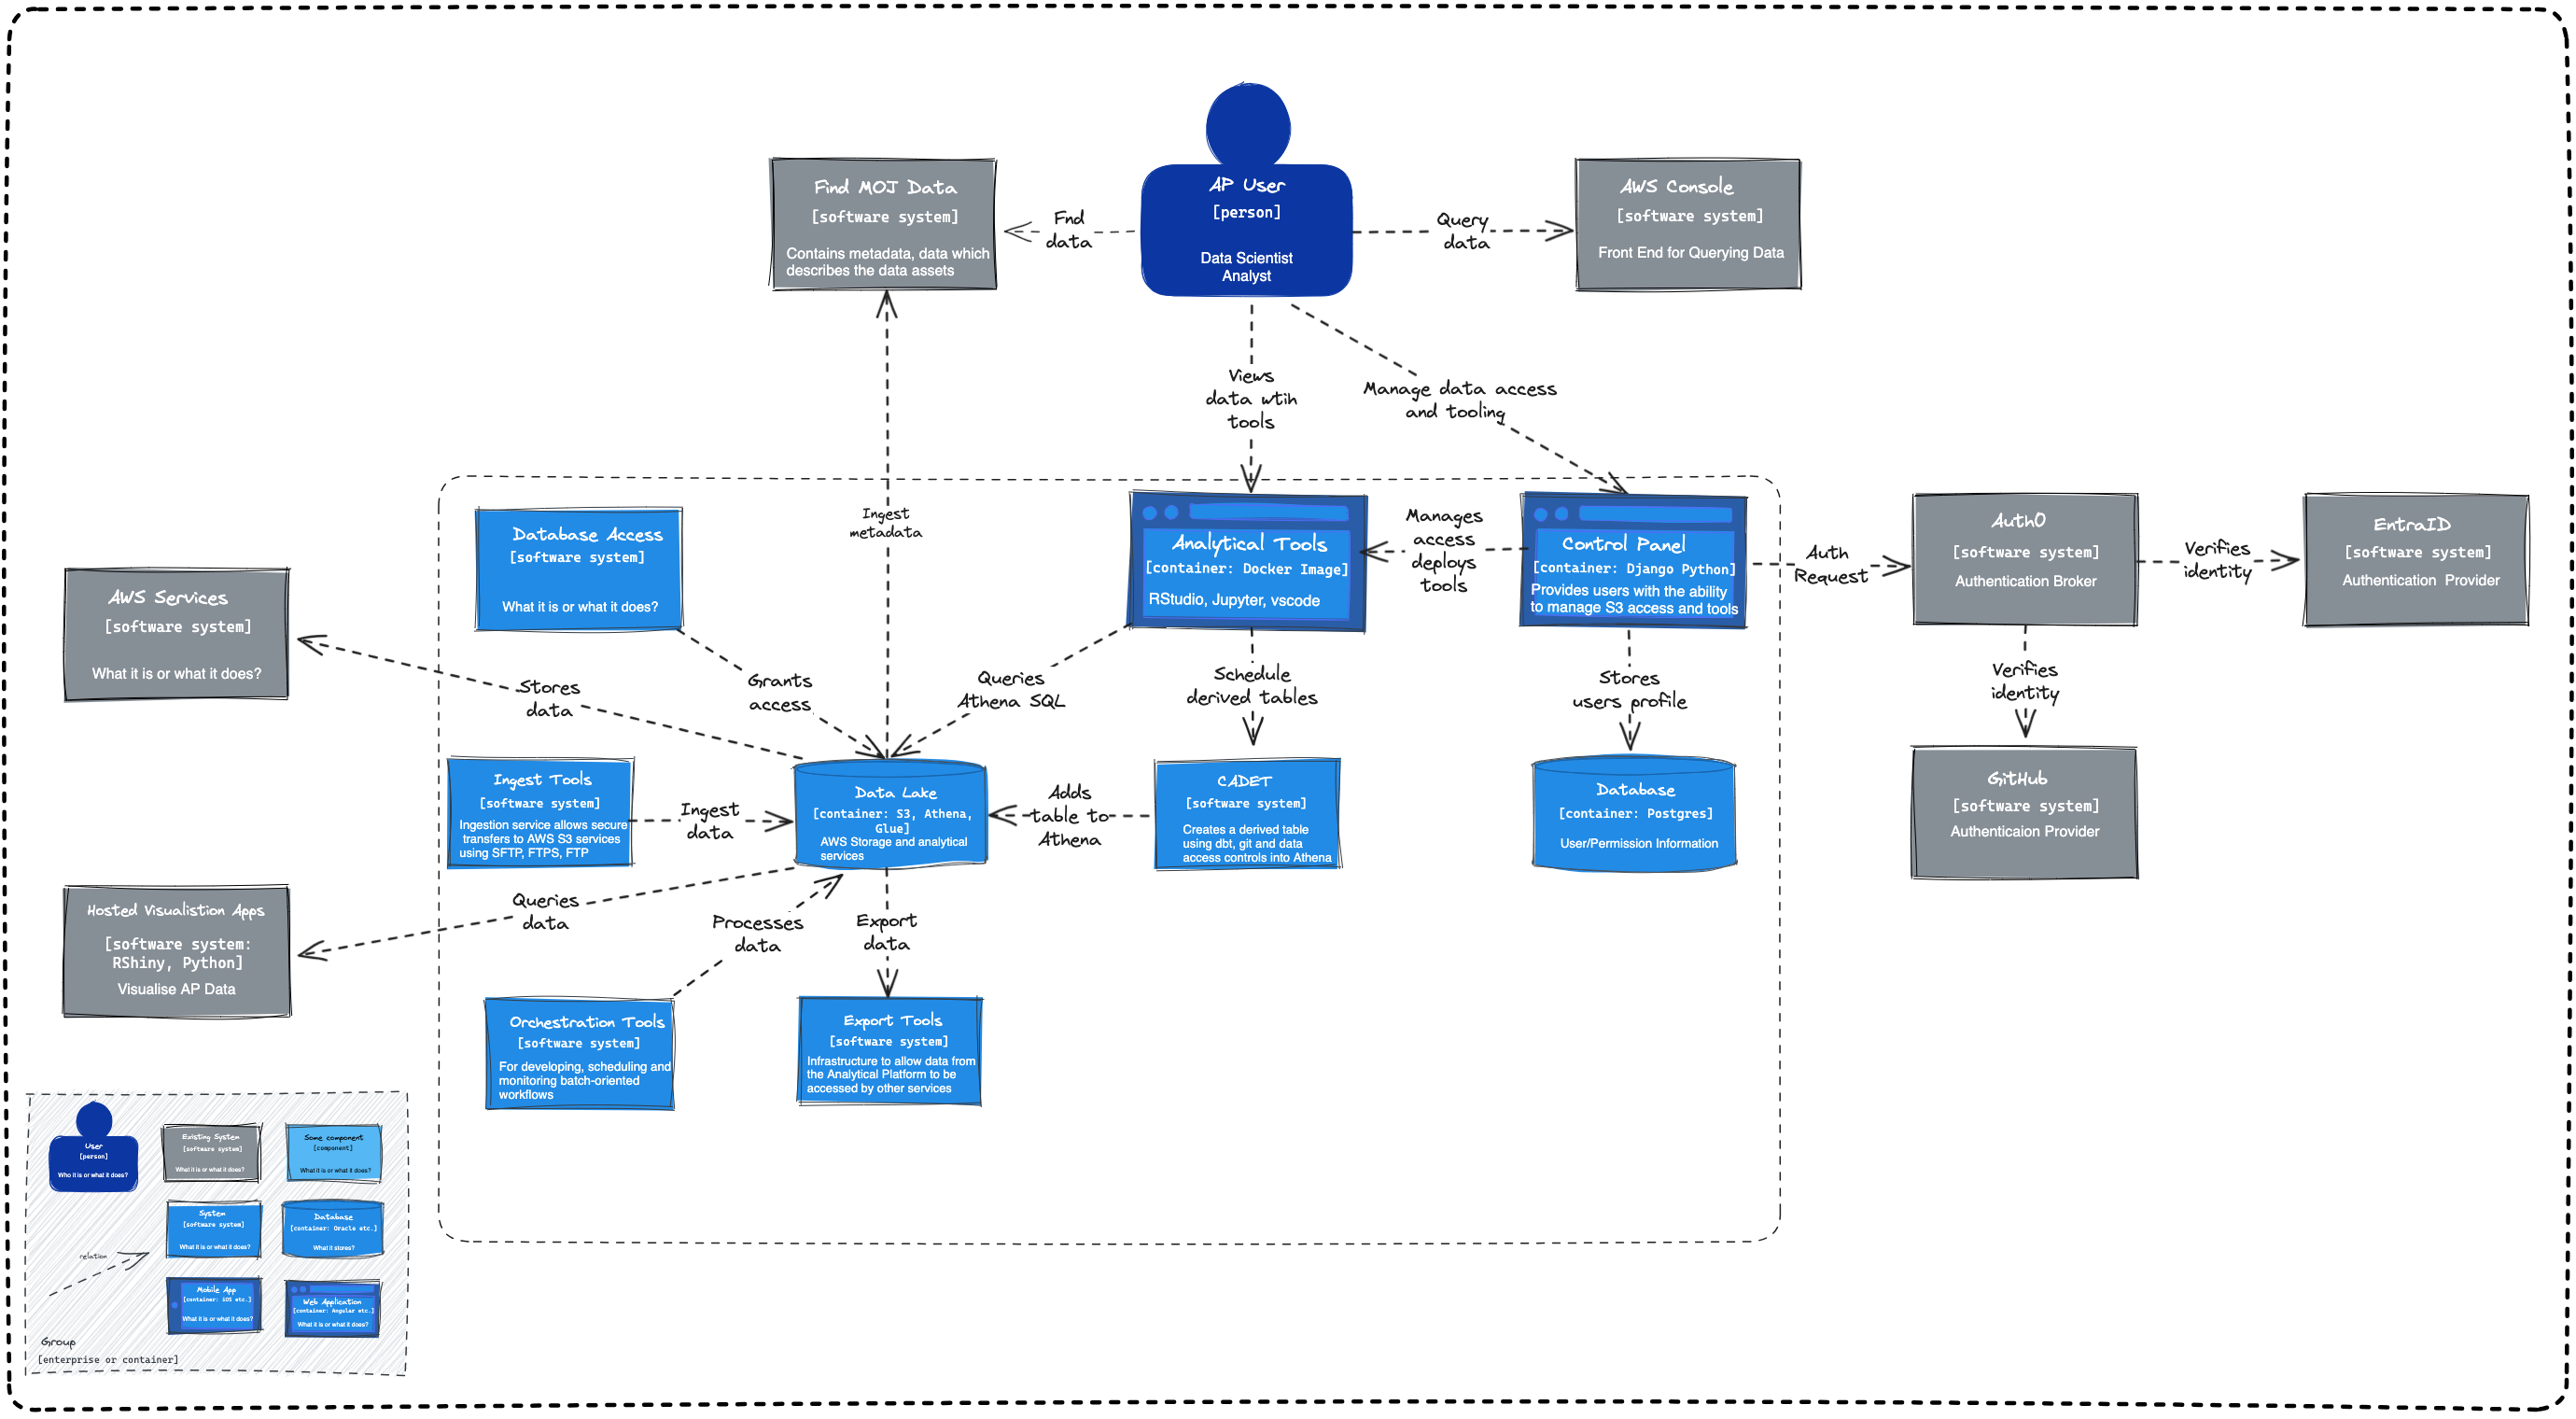 AP User
[person]
Data Scientist
Analyst
Find MOJ Data
[software system]
Contains metadata, data which
describes the data assets
Fnd
data
Query
data
AWS Console
[software system]
Front End for Querying Data
Views
data wtih
tools
Manage data access
and tooling
Ingest
metadata
Database Access
[software system]
What it is or what it does?
Analytical Tools
[container: Docker Image]
RStudio, Jupyter, vscode
Manages
access
deploys
tools
Control Panel
[container: Django Python]
Provides users with the ability
to manage S3 access and tools
Auth
Request
Auth0
[software system]
Authentication Broker
Verifies
identity
EntraID
[software system]
Authentication Provider
AWS Services
[software system]
What it is or what it does?
Stores
data
Grants
access
Queries
Athena SQL
Schedule
derived tables
Stores
users profile
Verifies
identity
Ingest Tools
[software system]
Ingestion service allows secure
transfers to AWS S3 services
using SFTP, FTPS, FTP
Ingest
data
Data Lake
[container: S3, Athena,
Glue]
AWS Storage and analytical
services
Adds
table to
Athena
CADET
[software system]
Creates a derived table
using dbt, git and data
access controls into Athena
Database
[container: Postgres]
User/Permission Information
GitHub
[software system]
Authenticaion Provider
Hosted Visualistion Apps
[software system:
RShiny, Python]
Visualise AP Data
Queries
data
Processes
data
Export
data
Orchestration Tools
[software system]
For developing, scheduling and
monitoring batch-oriented
workflows
Export Tools
[software system]
Infrastructure to allow data from
the Analytical Platform to be
accessed by other services
User
[person]
Who it is or what it does?
Existing System
[software system]
What it is or what it does?
Some component
[component]
What it is or what it does?
System
[software system]
What it is or what it does?
Database
[container: Oracle etc.]
What it stores?
relation
Mobile App
[container: iOS etc.]
What it is or what it does?
Web Application
[container: Angular etc.]
What it is or what it does?
Group
[enterprise or container]